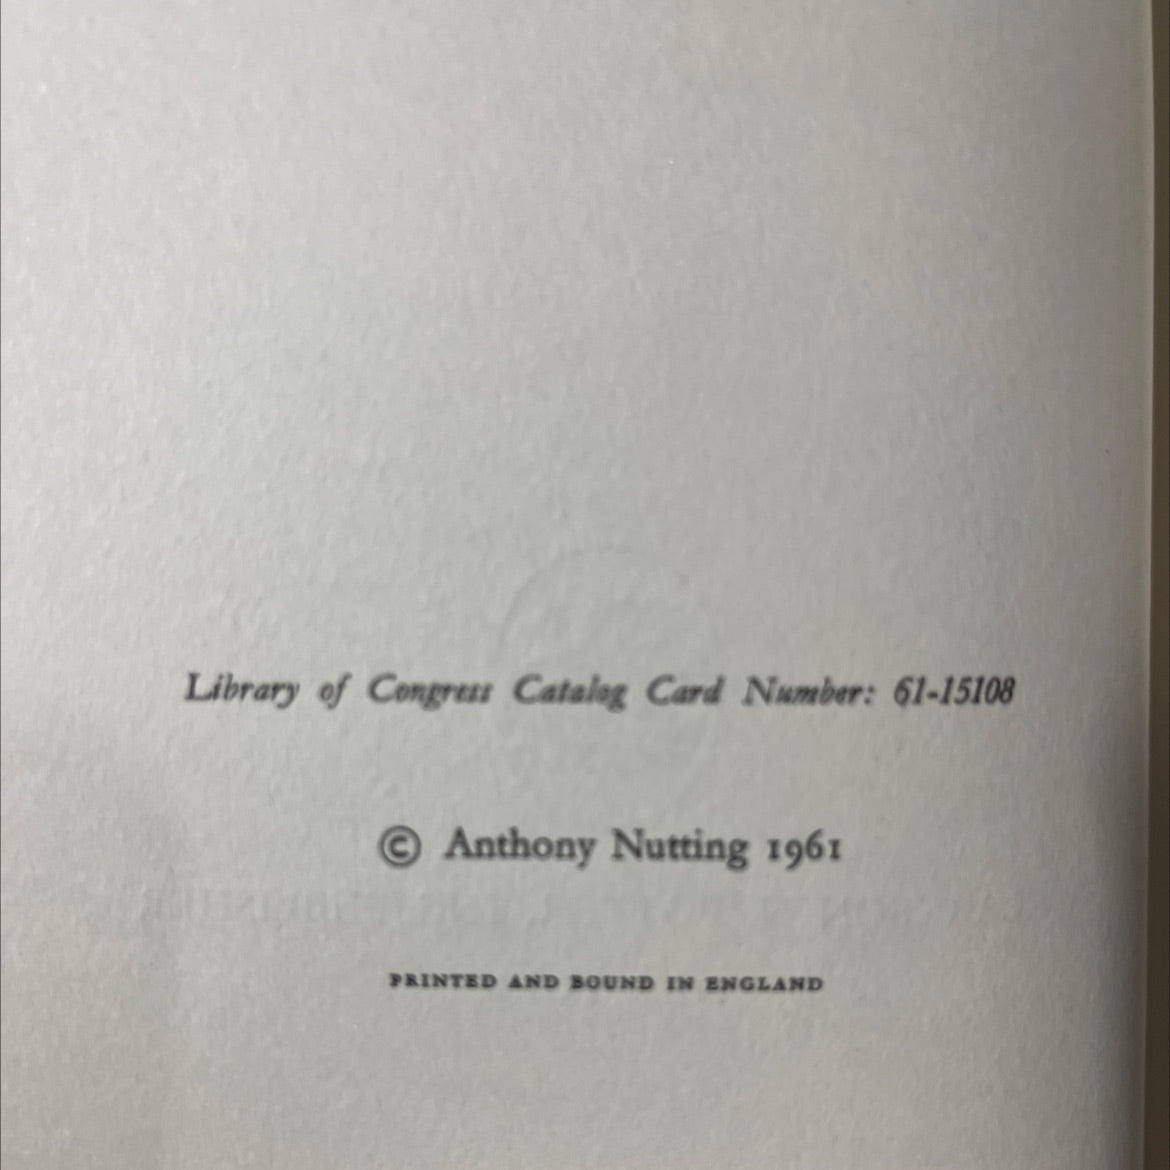 Library of Congress Catalog Card Number: 61-15108
© Anthony Nutting 1961
PRINTED AND BOUND IN ENGLAND